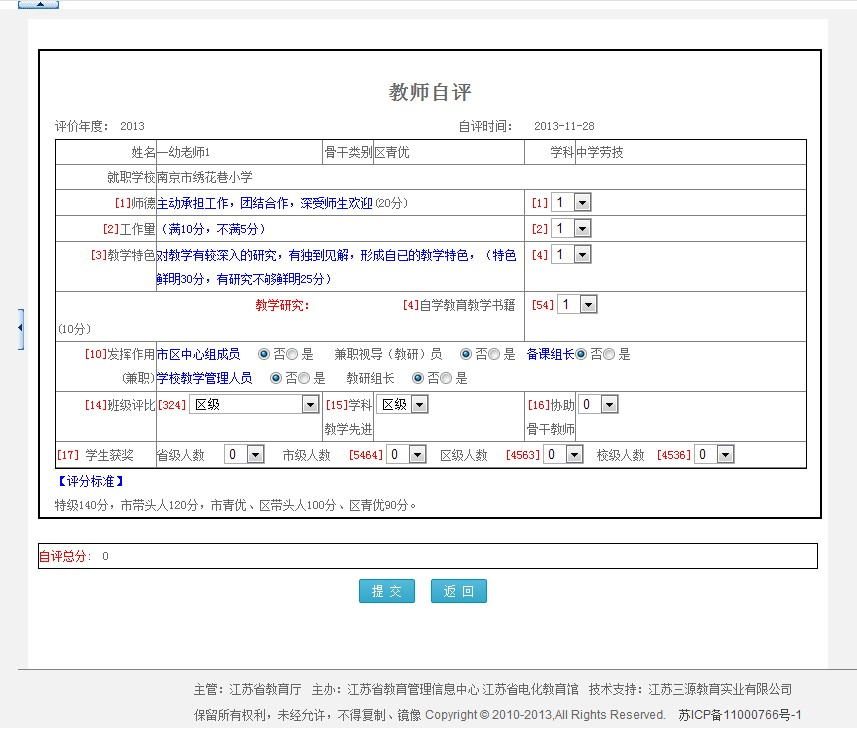 教师自评
评价年度： 2013 自评时间： 2013-11-28
姓名 一幼老师1 骨干类别 区青优 学科 中学劳技
就职学校 南京市绣花巷小学
[1]师德 主动承担工作，团结合作，深受师生欢迎(20分) [1] 1
[2]工作量 （满10分，不满5分） [2] 1
[3]教学特色 对教学有较深入的研究，有独到见解，形成自已的教学特色，（特色 [4] 1
鲜明30分，有研究不够鲜明25分）
教学研究： [4]自学教育教学书籍 [54] 1
(10分)
[10]发挥作用 市区中心组成员 否 是 兼职视导（教研）员 否 是 备课组长 否 是
(兼职) 学校教学管理人员 否 是 教研组长 否 是
[14]班级评比 [324] 区级 [15]学科 区级 [16]协助 0
教学先进 骨干教师
[17] 学生获奖 省级人数 0 市级人数 [5464] 0 区级人数 [4563] 0 校级人数 [4536] 0
【评分标准】
特级140分，市带头人120分，市青优、区带头人100分、区青优90分。
自评总分： 0
提 交 返 回
主管：江苏省教育厅 主办：江苏省教育管理信息中心 江苏省电化教育馆 技术支持：江苏三源教育实业有限公司
保留所有权利，未经允许，不得复制、镜像 Copyright © 2010-2013,All Rights Reserved. 苏ICP备11000766号-1